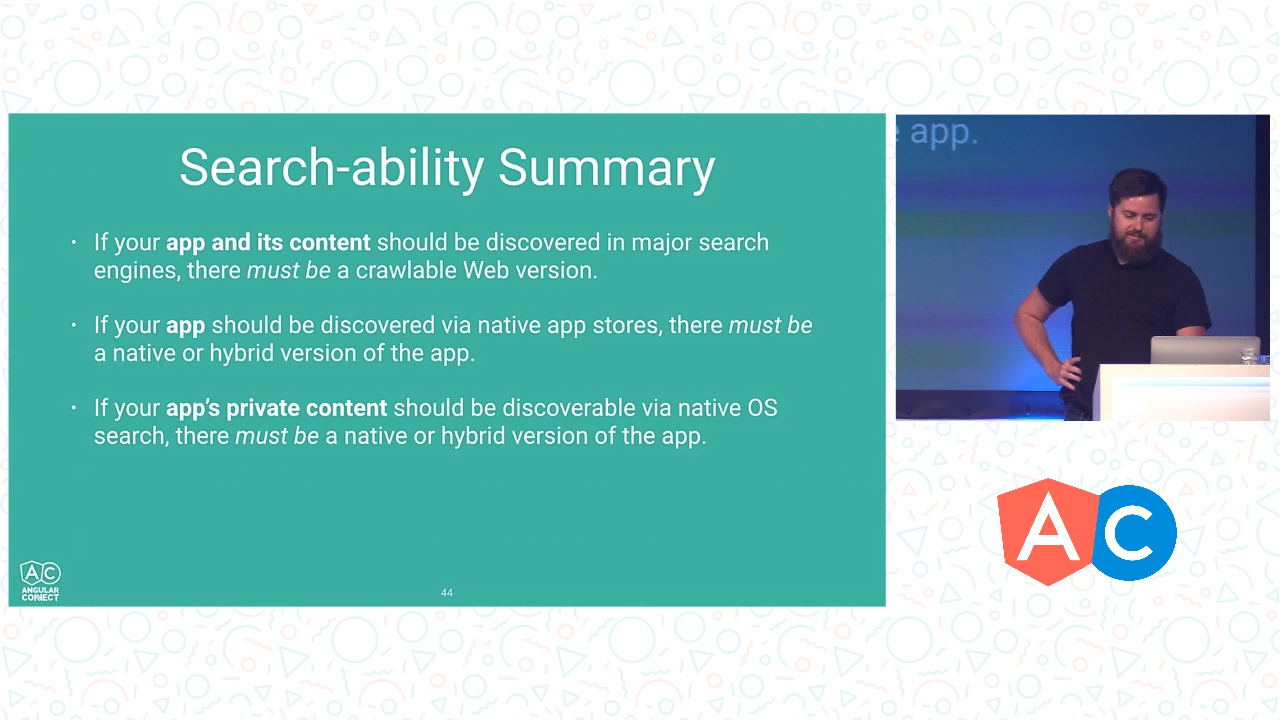 Search-ability Summary
• If your app and its content should be discovered in major search
engines, there must be a crawlable Web version.
• If your app should be discovered via native app stores, there must be
a native or hybrid version of the app.
• If your app's private content should be discoverable via native OS
search, there must be a native or hybrid version of the app.
AC
ANGULAR
CONNECT
44
app.
AC